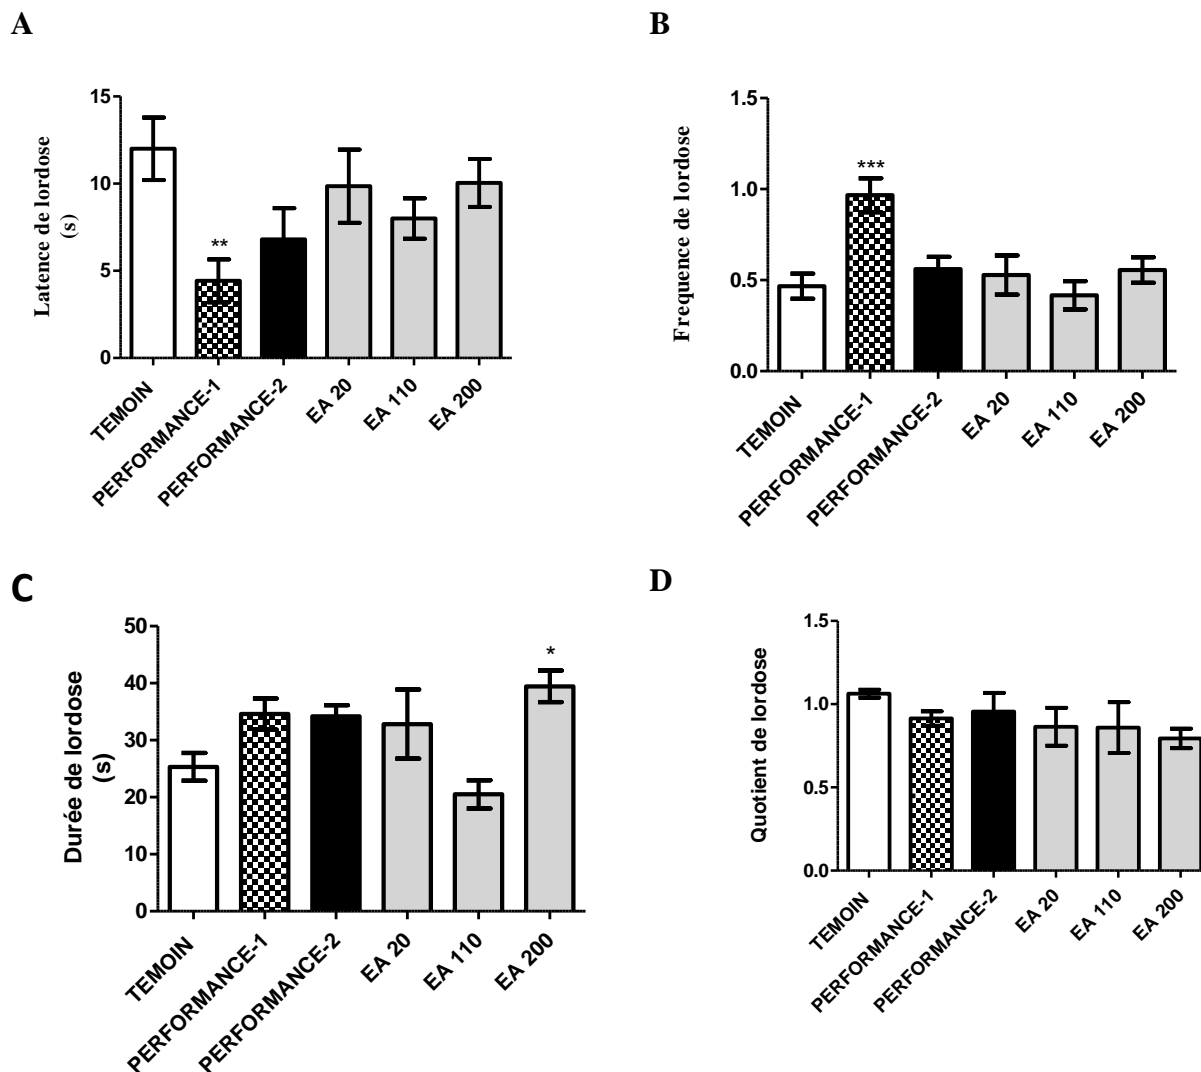 A
Latence de lordose
(s)
15
10
5
0
**
TEMOIN
PERFORMANCE-1
PERFORMANCE-2
EA 20
EA 110
EA 200
B
Frequence de lordose
1.5
1.0
0.5
0.0
***
TEMOIN
PERFORMANCE-1
PERFORMANCE-2
EA 20
EA 110
EA 200
C
Durée de lordose
(s)
50
40
30
20
10
0
*
TEMOIN
PERFORMANCE-1
PERFORMANCE-2
EA 20
EA 110
EA 200
D
Quotient de lordose
1.5
1.0
0.5
0.0
TEMOIN
PERFORMANCE-1
PERFORMANCE-2
EA 20
EA 110
EA 200